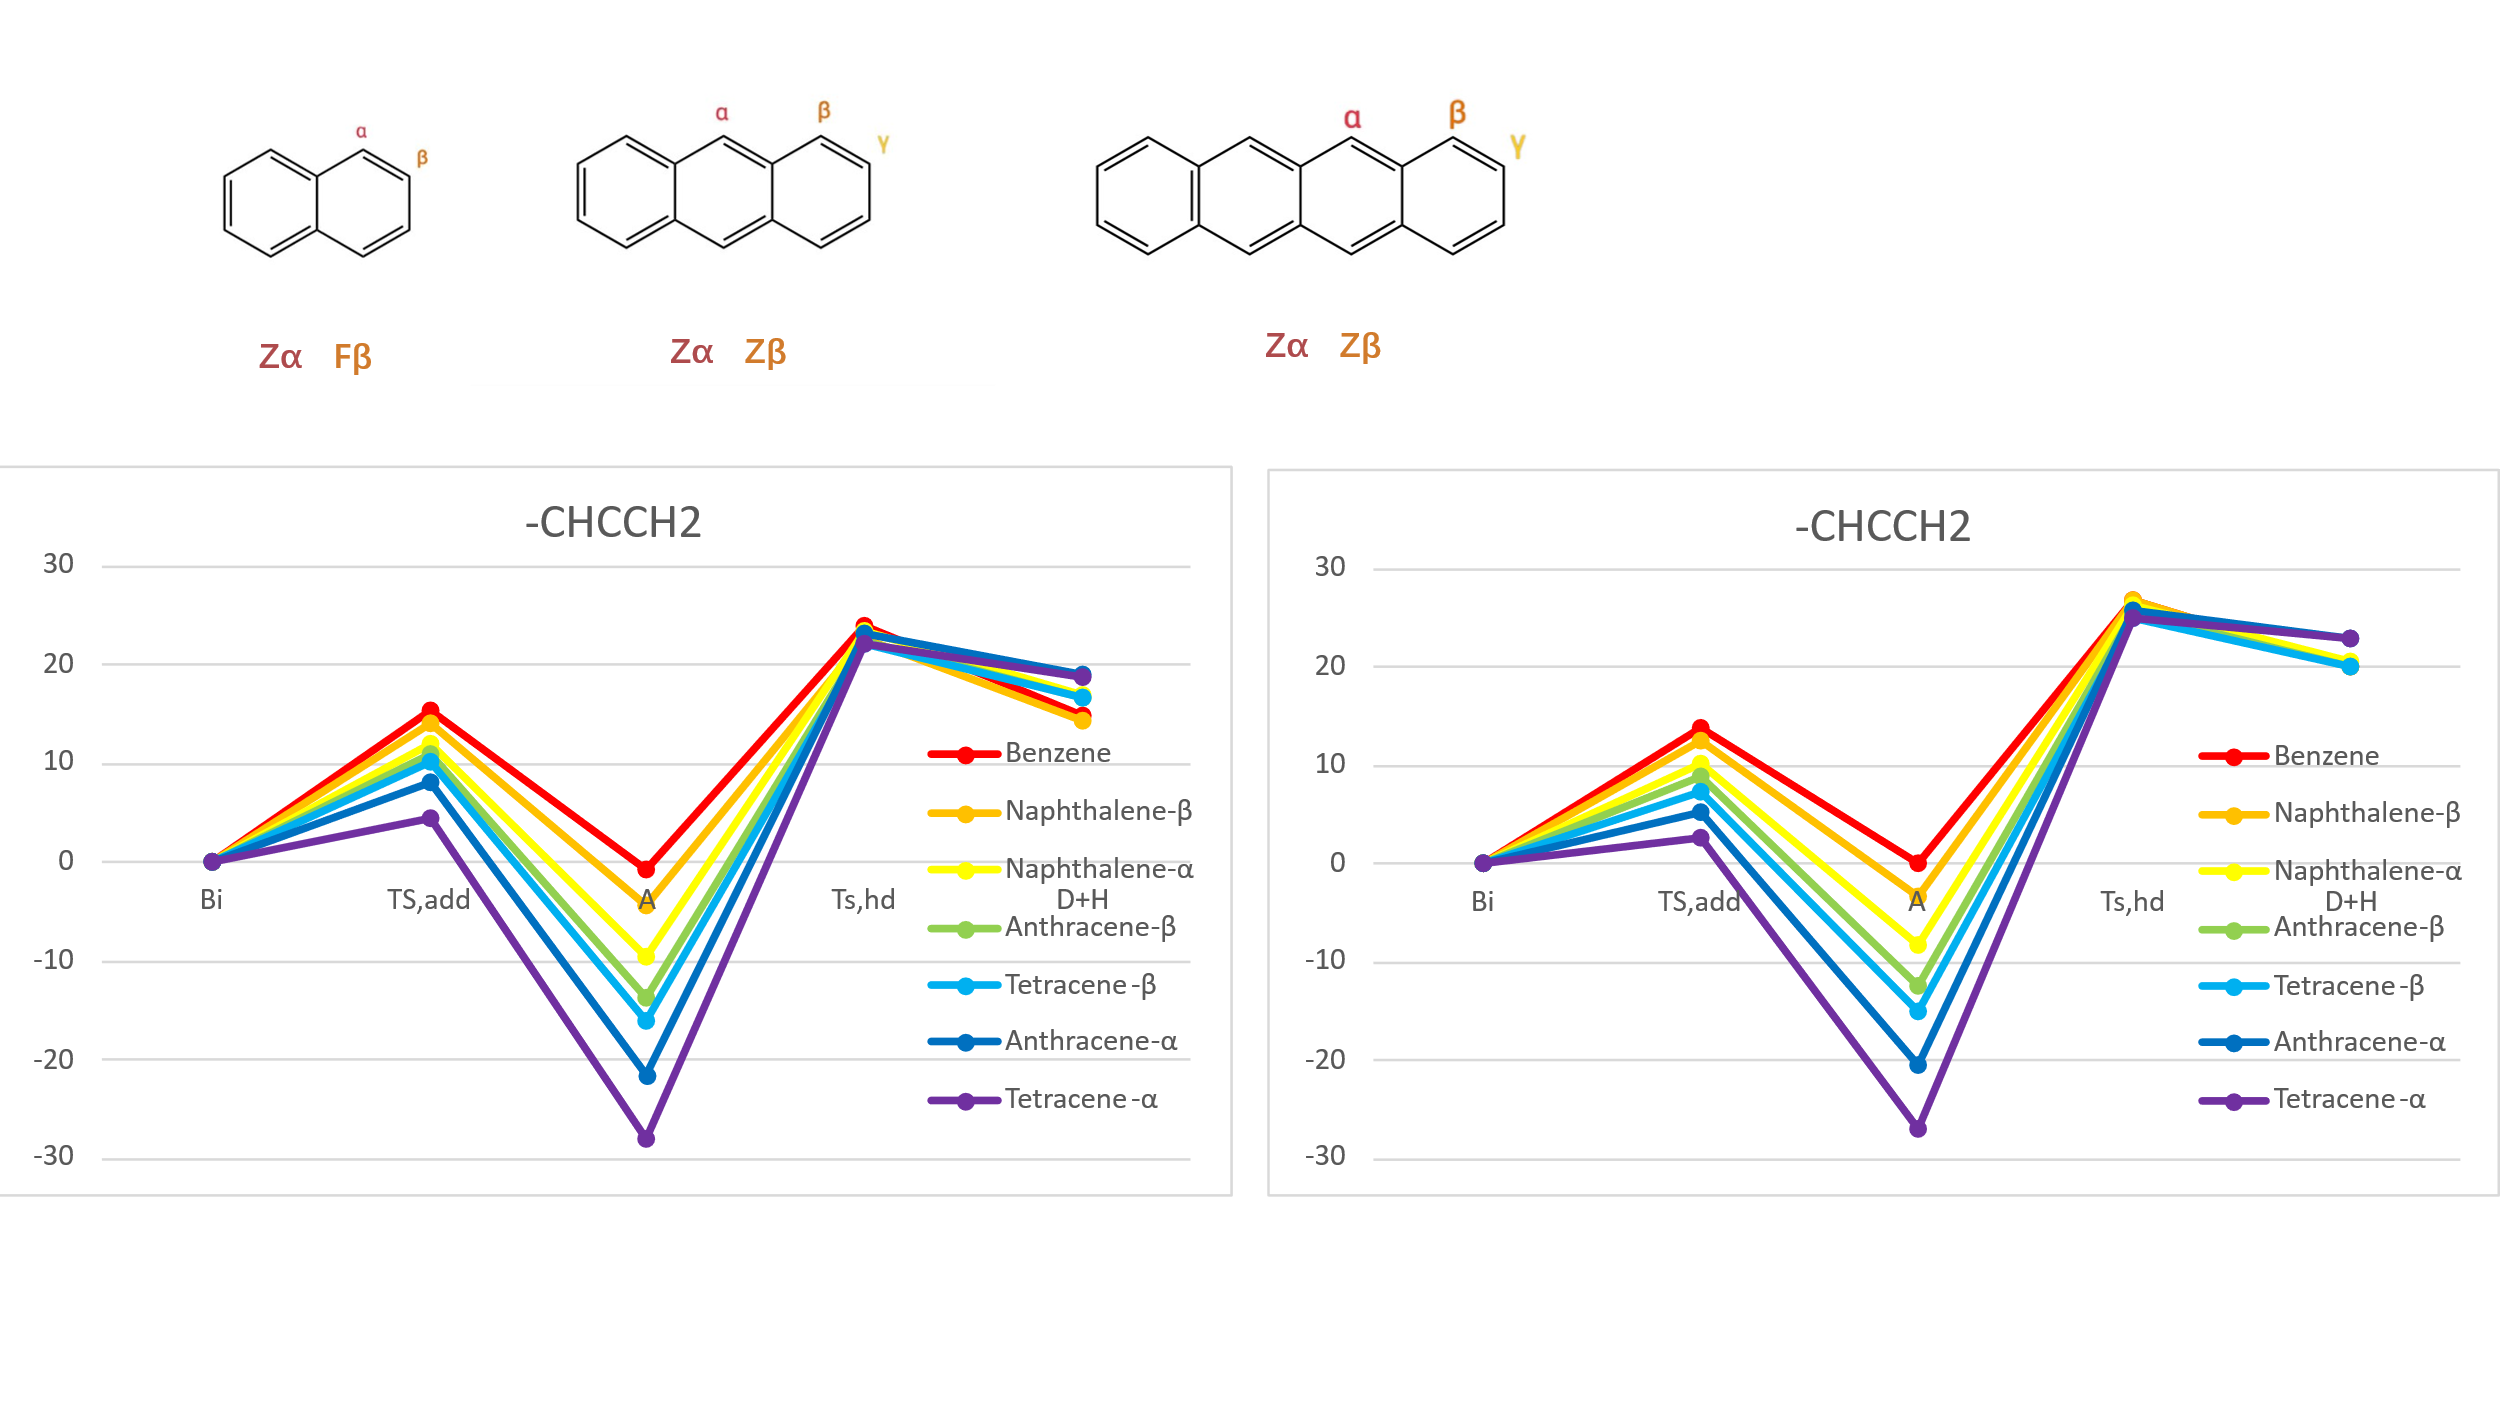 α
β
α
β
γ
α
β
γ
Zα Fβ
Zα Zβ
Zα Zβ
-CHCCH2
30
20
10
0
-10
-20
-30
Bi
TS,add
A
Ts,hd
D+H
Benzene
Naphthalene-β
Naphthalene-α
Anthracene-β
Tetracene-β
Anthracene-α
Tetracene-α
-CHCCH2
30
20
10
0
-10
-20
-30
Bi
TS,add
A
Ts,hd
D+H
Benzene
Naphthalene-β
Naphthalene-α
Anthracene-β
Tetracene-β
Anthracene-α
Tetracene-α